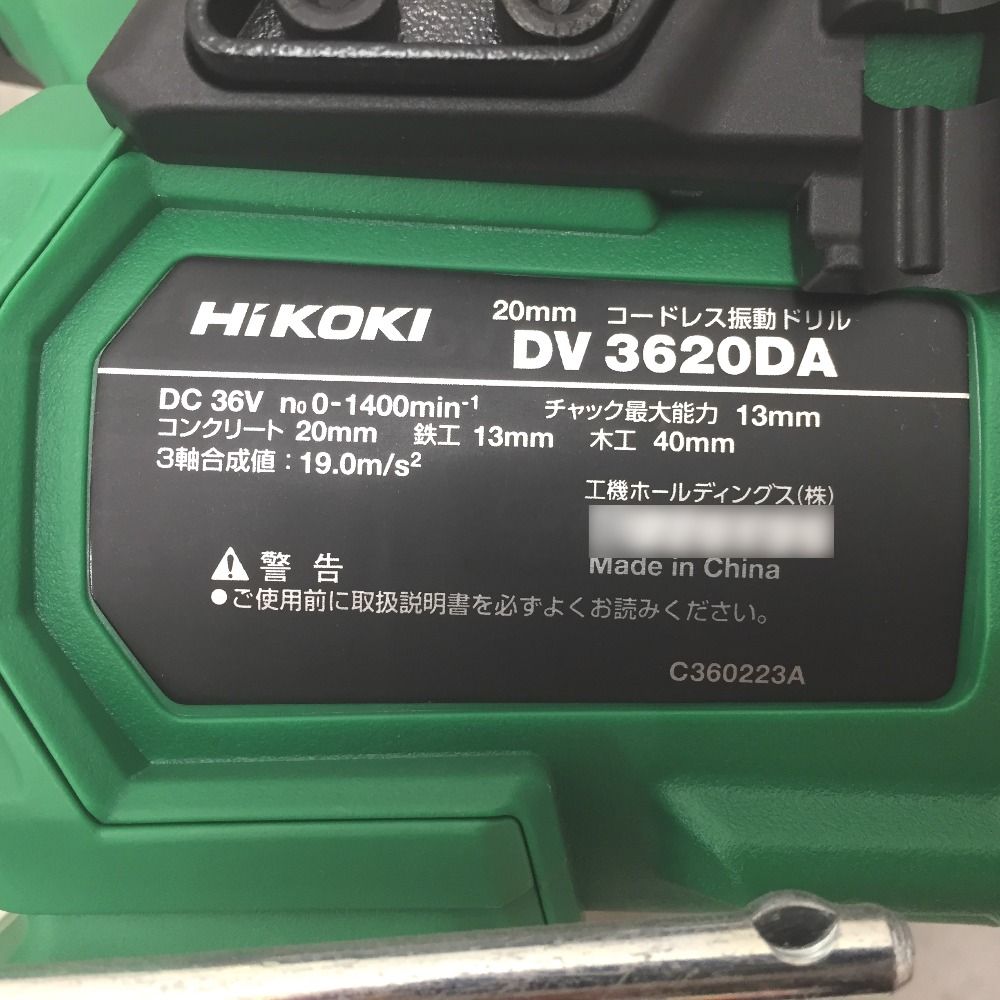 HiKOKI
20mm コードレス振動ドリル
DV 3620DA
DC 36V n₀ 0-1400min⁻¹ チャック最大能力 13mm
コンクリート 20mm 鉄工 13mm 木工 40mm
3軸合成値：19.0m/s²
工機ホールディングス(株)
Made in China
警告
●ご使用前に取扱説明書を必ずよくお読みください。
C360223A